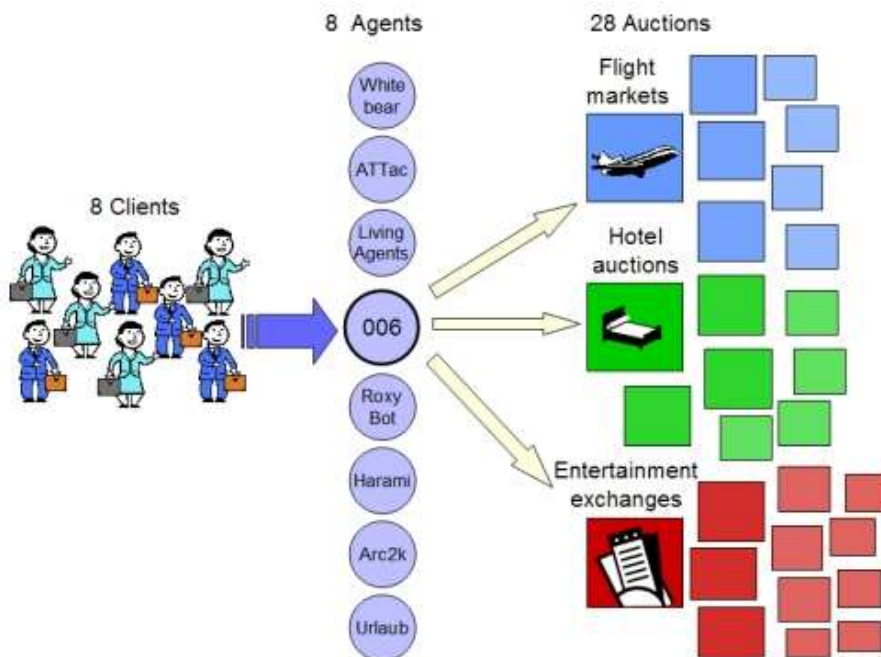 8 Agents
28 Auctions
8 Clients
White
bear
ATTac
Living
Agents
006
Roxy
Bot
Harami
Arc2k
Urlaub
Flight
markets
Hotel
auctions
Entertainment
exchanges